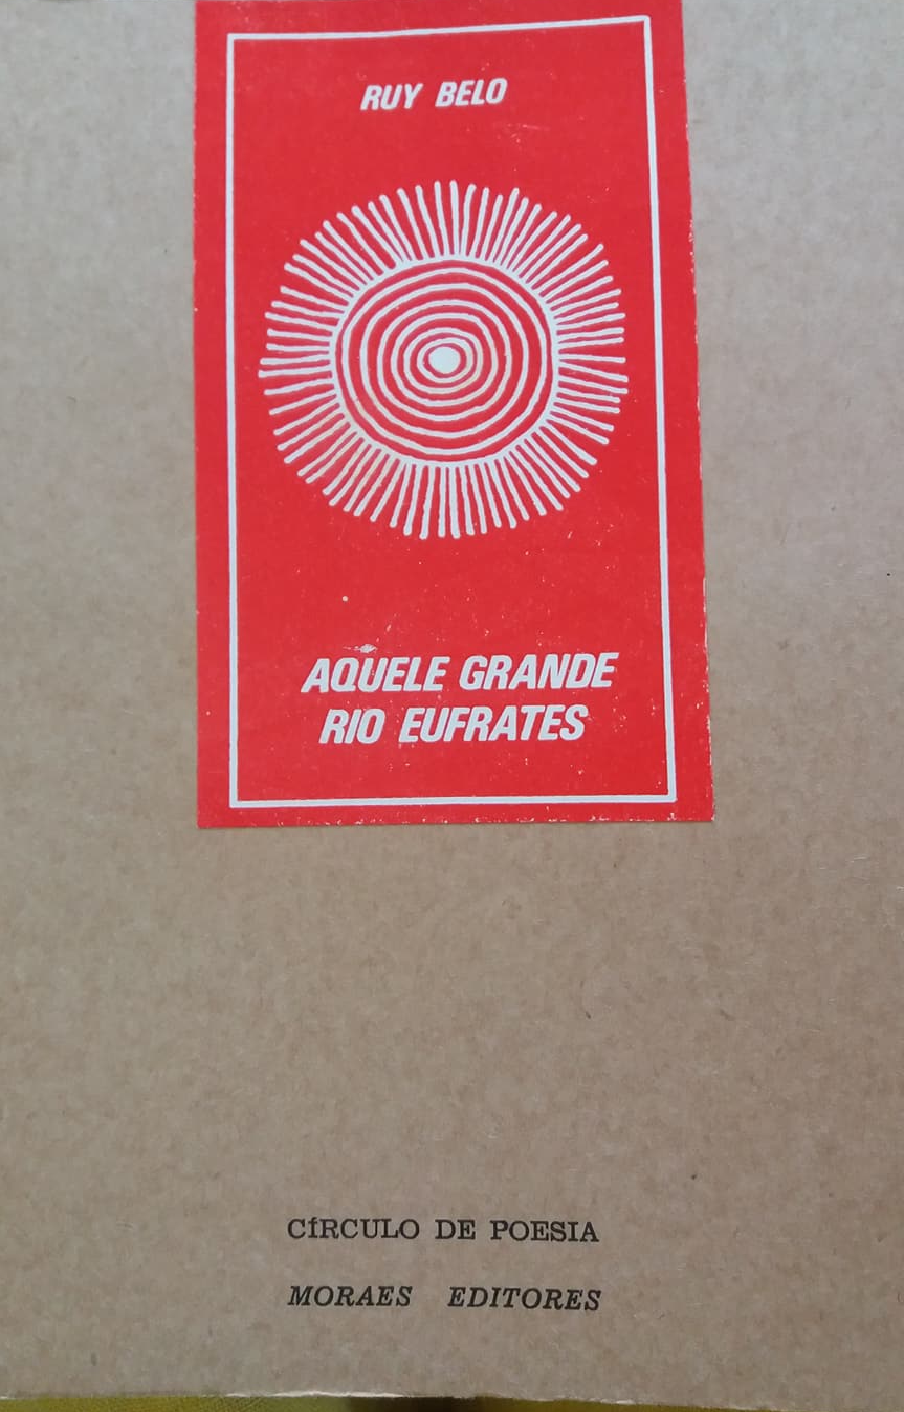 RUY BELO
AQUELE GRANDE
RIO EUFRATES
CÍRCULO DE POESIA
MORAES EDITORES